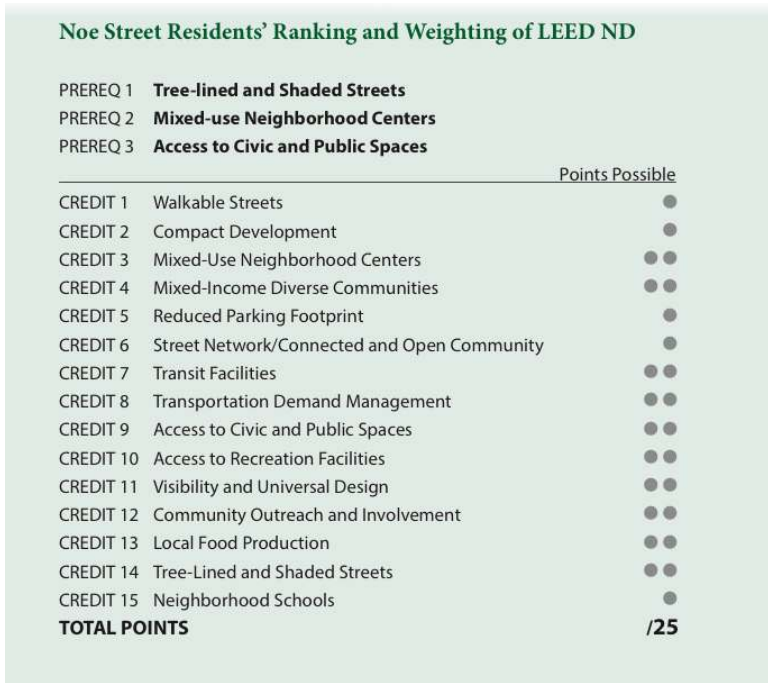 Noe Street Residents’ Ranking and Weighting of LEED ND
PREREQ 1 Tree-lined and Shaded Streets
PREREQ 2 Mixed-use Neighborhood Centers
PREREQ 3 Access to Civic and Public Spaces
Points Possible
CREDIT 1 Walkable Streets
CREDIT 2 Compact Development
CREDIT 3 Mixed-Use Neighborhood Centers
CREDIT 4 Mixed-Income Diverse Communities
CREDIT 5 Reduced Parking Footprint
CREDIT 6 Street Network/Connected and Open Community
CREDIT 7 Transit Facilities
CREDIT 8 Transportation Demand Management
CREDIT 9 Access to Civic and Public Spaces
CREDIT 10 Access to Recreation Facilities
CREDIT 11 Visibility and Universal Design
CREDIT 12 Community Outreach and Involvement
CREDIT 13 Local Food Production
CREDIT 14 Tree-Lined and Shaded Streets
CREDIT 15 Neighborhood Schools
TOTAL POINTS /25